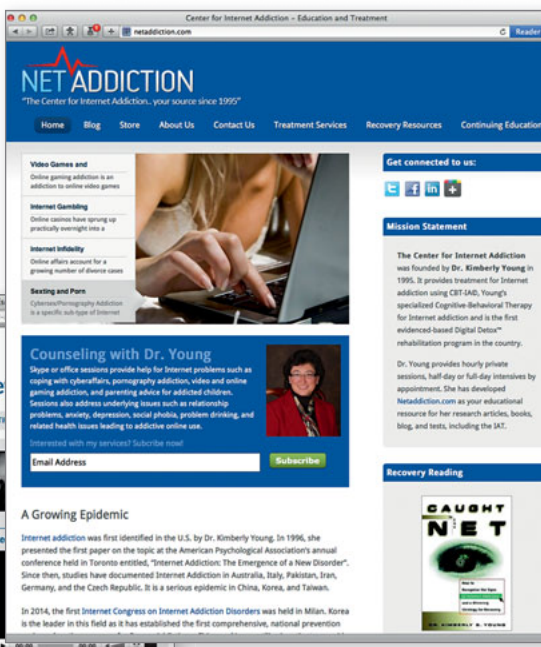 Center for Internet Addiction – Education and Treatment
netaddiction.com
Reader
NET ADDICTION
"The Center for Internet Addiction.. your source since 1995"
Home Blog Store About Us Contact Us Treatment Services Recovery Resources Continuing Education
Video Games and
Online gaming addiction is an
addiction to online video games
Internet Gambling
Online casinos have sprung up
practically overnight into a
Internet Infidelity
Online affairs account for a
growing number of divorce cases
Sexting and Porn
Cybersex/Pornography Addiction
is a specific sub-type of Internet
Counseling with Dr. Young
Skype or office sessions provide help for Internet problems such as
coping with cyberaffairs, pornography addiction, video and online
gaming addiction, and parenting advice for addicted children.
Sessions also address underlying issues such as relationship
problems, anxiety, depression, social phobia, problem drinking, and
related health issues leading to addictive online use.
Interested with my services? Subcribe now!
Email Address
Subscribe
A Growing Epidemic
Internet addiction was first identified in the U.S. by Dr. Kimberly Young. In 1996, she
presented the first paper on the topic at the American Psychological Association's annual
conference held in Toronto entitled, "Internet Addiction: The Emergence of a New Disorder".
Since then, studies have documented Internet Addiction in Australia, Italy, Pakistan, Iran,
Germany, and the Czech Republic. It is a serious epidemic in China, Korea, and Taiwan.
In 2014, the first Internet Congress on Internet Addiction Disorders was held in Milan. Korea
is the leader in this field as it has established the first comprehensive, national prevention
Get connected to us:
Mission Statement
The Center for Internet Addiction
was founded by Dr. Kimberly Young in
1995. It provides treatment for Internet
addiction using CBT-IA®, Young's
specialized Cognitive-Behavioral Therapy
for Internet addiction and is the first
evidenced-based Digital Detox™
rehabilitation program in the country.
Dr. Young provides hourly private
sessions, half-day or full-day intensives by
appointment. She has developed
Netaddiction.com as your educational
resource for her research articles, books,
blog, and tests, including the IAT.
Recovery Reading
CAUGHT
NET
How to
Recognize the Signs
and a Winning
Strategy for Recovery
DR. KIMBERLY S. YOUNG
00:00
00:00